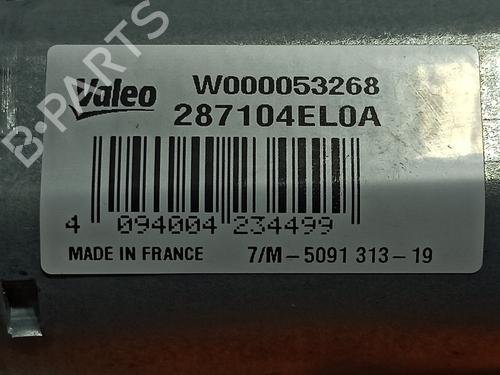 B-PARTS
Valeo W000053268
287104EL0A
4 094004 234499
MADE IN FRANCE 7/M-5091 313-19